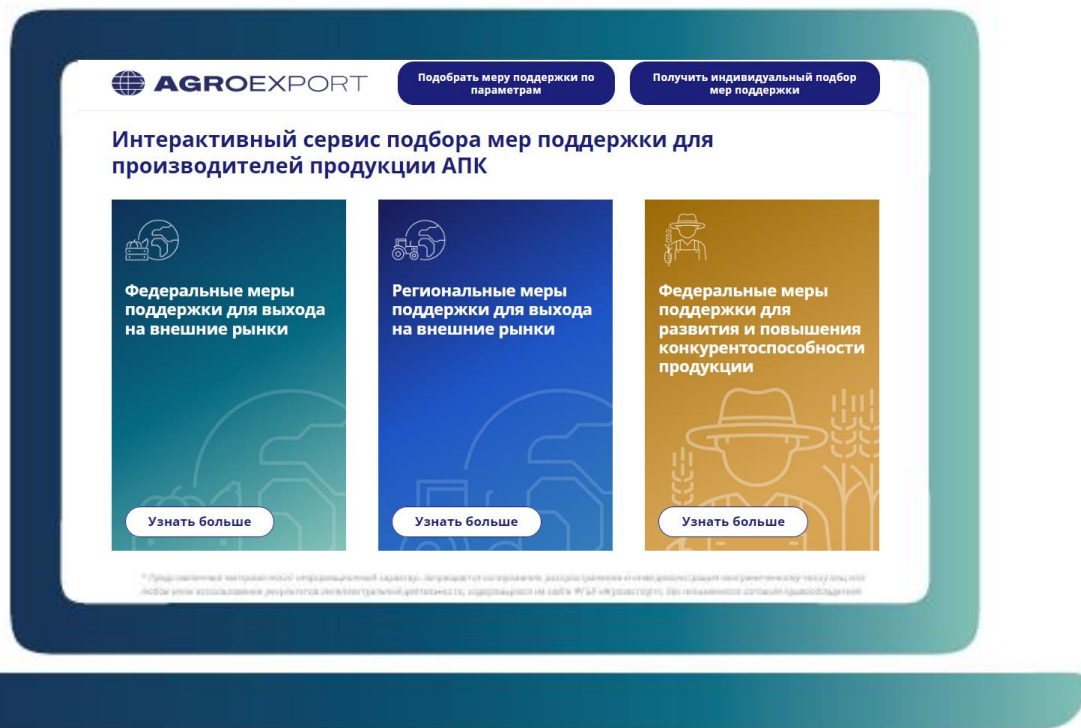 AGROEXPORT
Подобрать меру поддержки по
параметрам
Получить индивидуальный подбор
мер поддержки
Интерактивный сервис подбора мер поддержки для
производителей продукции АПК
Федеральные меры
поддержки для выхода
на внешние рынки
Узнать больше
Региональные меры
поддержки для выхода
на внешние рынки
Узнать больше
Федеральные меры
поддержки для
развития и повышения
конкурентоспособности
продукции
Узнать больше